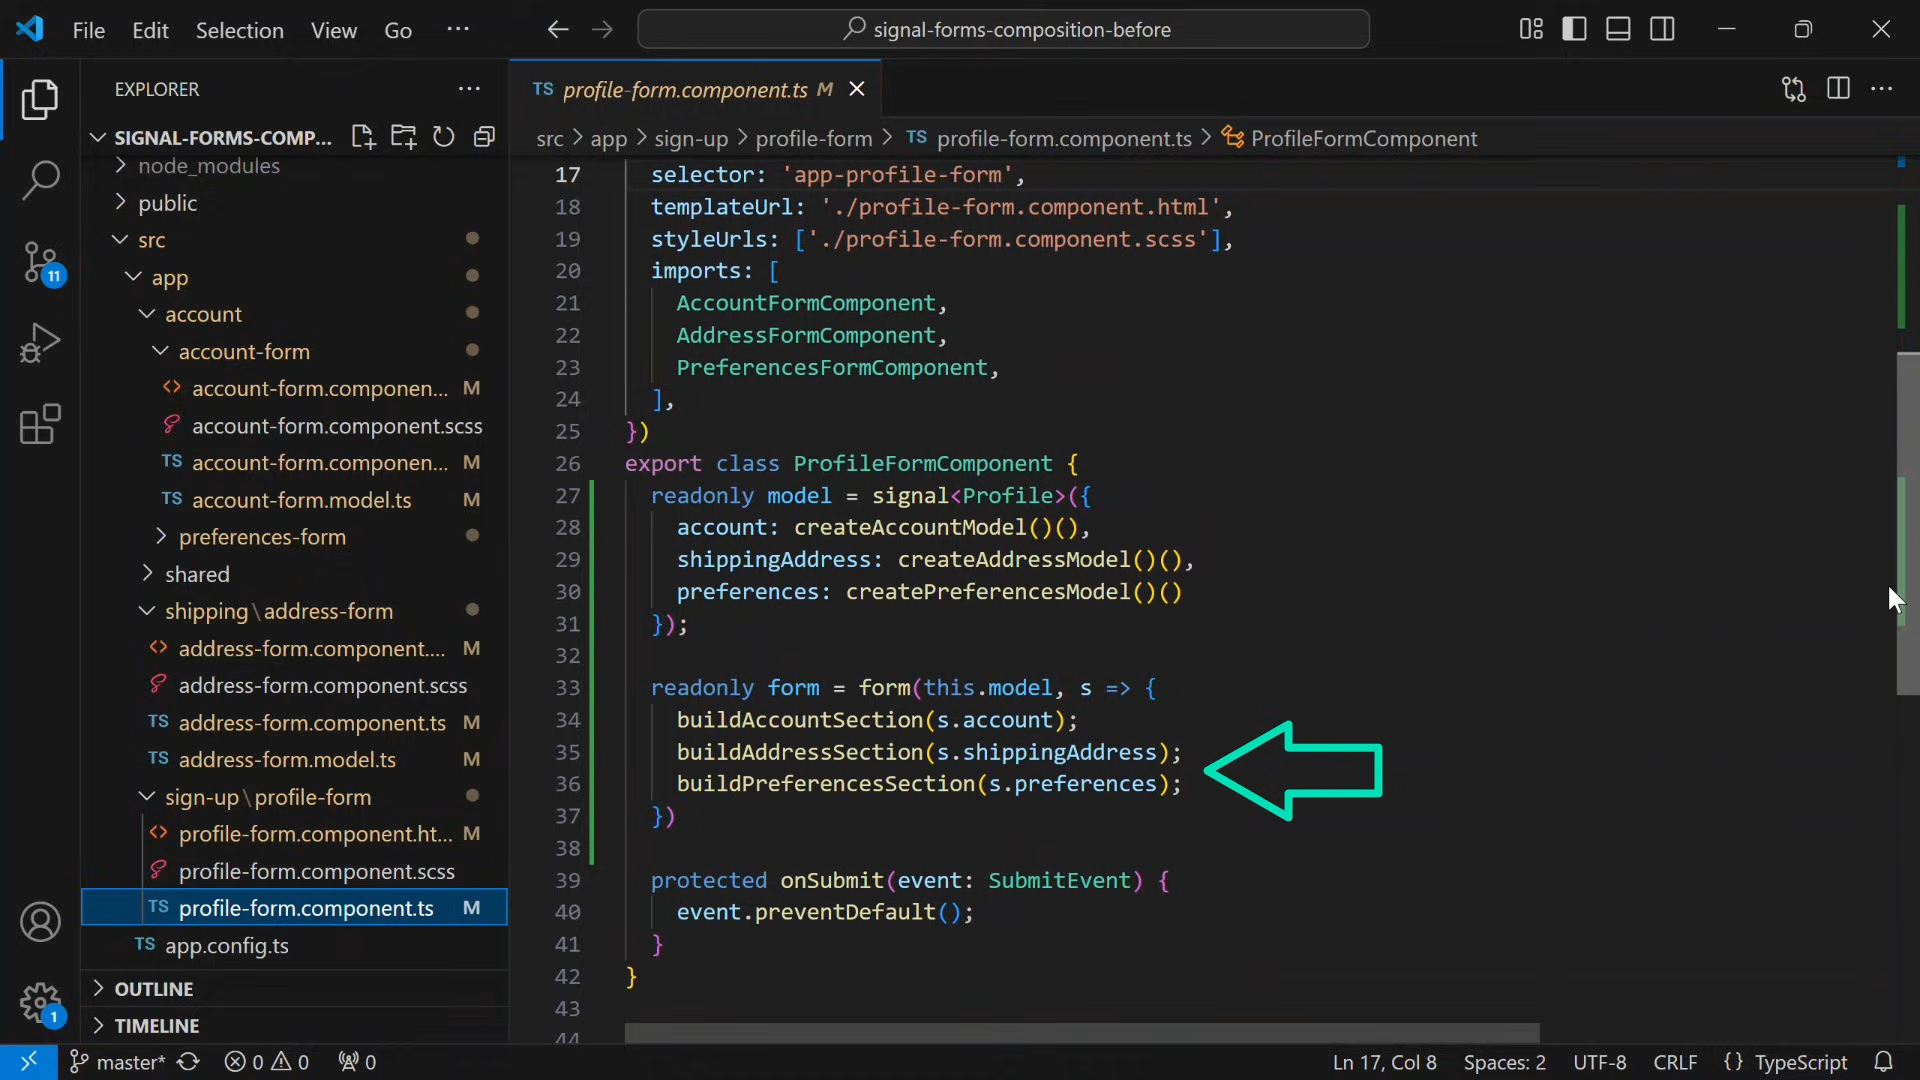 File Edit Selection View Go ···
signal-forms-composition-before
EXPLORER
SIGNAL-FORMS-COMP...
node_modules
public
src
app
account
account-form
account-form.componen... M
account-form.component.scss
TS account-form.componen... M
TS account-form.model.ts M
preferences-form
shared
shipping\address-form
address-form.component.... M
address-form.component.scss
TS address-form.component.ts M
TS address-form.model.ts M
sign-up\profile-form
profile-form.component.ht... M
profile-form.component.scss
TS profile-form.component.ts M
TS app.config.ts
OUTLINE
TIMELINE
11
1
TS profile-form.component.ts M
src > app > sign-up > profile-form > TS profile-form.component.ts > ProfileFormComponent
17 selector: 'app-profile-form',
18 templateUrl: './profile-form.component.html',
19 styleUrls: ['./profile-form.component.scss'],
20 imports: [
21 AccountFormComponent,
22 AddressFormComponent,
23 PreferencesFormComponent,
24 ],
25 })
26 export class ProfileFormComponent {
27 readonly model = signal<Profile>({
28 account: createAccountModel()(),
29 shippingAddress: createAddressModel()(),
30 preferences: createPreferencesModel()()
31 });
32
33 readonly form = form(this.model, s => {
34 buildAccountSection(s.account);
35 buildAddressSection(s.shippingAddress);
36 buildPreferencesSection(s.preferences);
37 })
38
39 protected onSubmit(event: SubmitEvent) {
40 event.preventDefault();
41 }
42 }
43
44
master* 0 0 0
Ln 17, Col 8 Spaces: 2 UTF-8 CRLF {} TypeScript